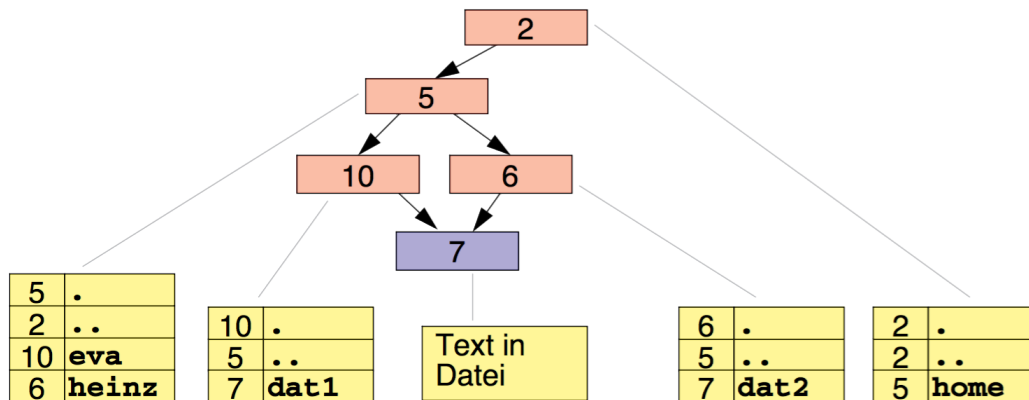 2
5
10 6
7
5 .
2 ..
10 eva
6 heinz
10 .
5 ..
7 dat1
Text in
Datei
6 .
5 ..
7 dat2
2 .
2 ..
5 home